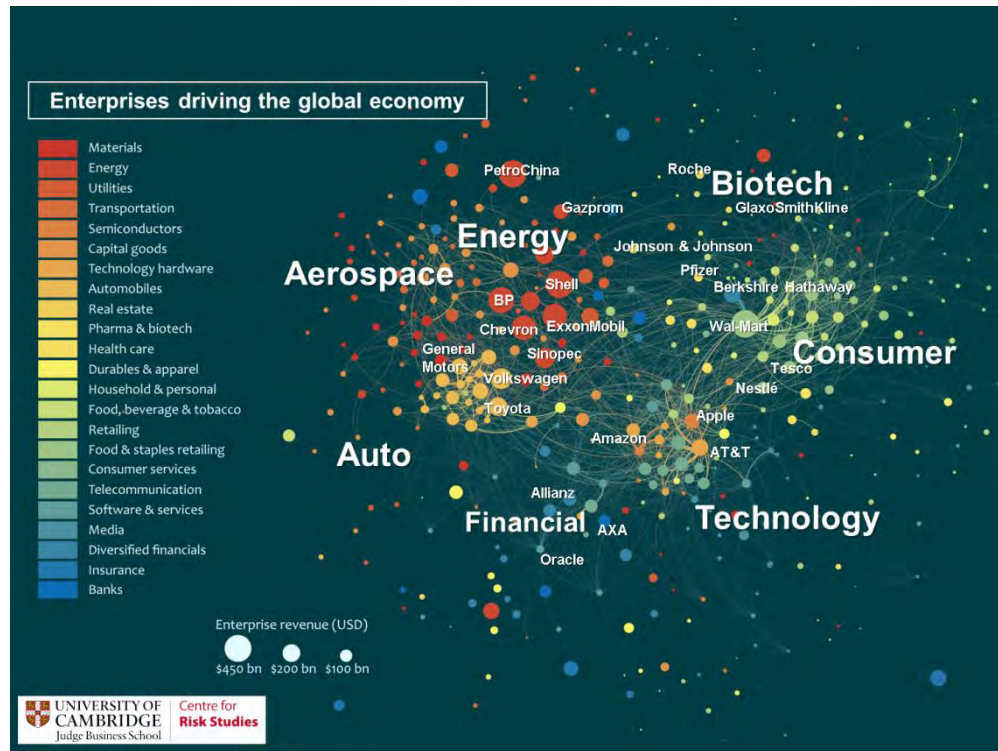 Enterprises driving the global economy
Materials
Energy
Utilities
Transportation
Semiconductors
Capital goods
Technology hardware
Automobiles
Real estate
Pharma & biotech
Health care
Durables & apparel
Household & personal
Food, beverage & tobacco
Retailing
Food & staples retailing
Consumer services
Telecommunication
Software & services
Media
Diversified financials
Insurance
Banks
PetroChina
Roche
Biotech
GlaxoSmithKline
Gazprom
Energy
Johnson & Johnson
Aerospace
Pfizer
Shell
Berkshire Hathaway
BP
Chevron
ExxonMobil
Wal-Mart
General
Motors
Sinopec
Consumer
Volkswagen
Tesco
Nestlé
Toyota
Apple
Amazon
Auto
AT&T
Allianz
Financial
Technology
AXA
Oracle
Enterprise revenue (USD)
$450 bn $200 bn $100 bn
UNIVERSITY OF
CAMBRIDGE
Judge Business School
Centre for
Risk Studies